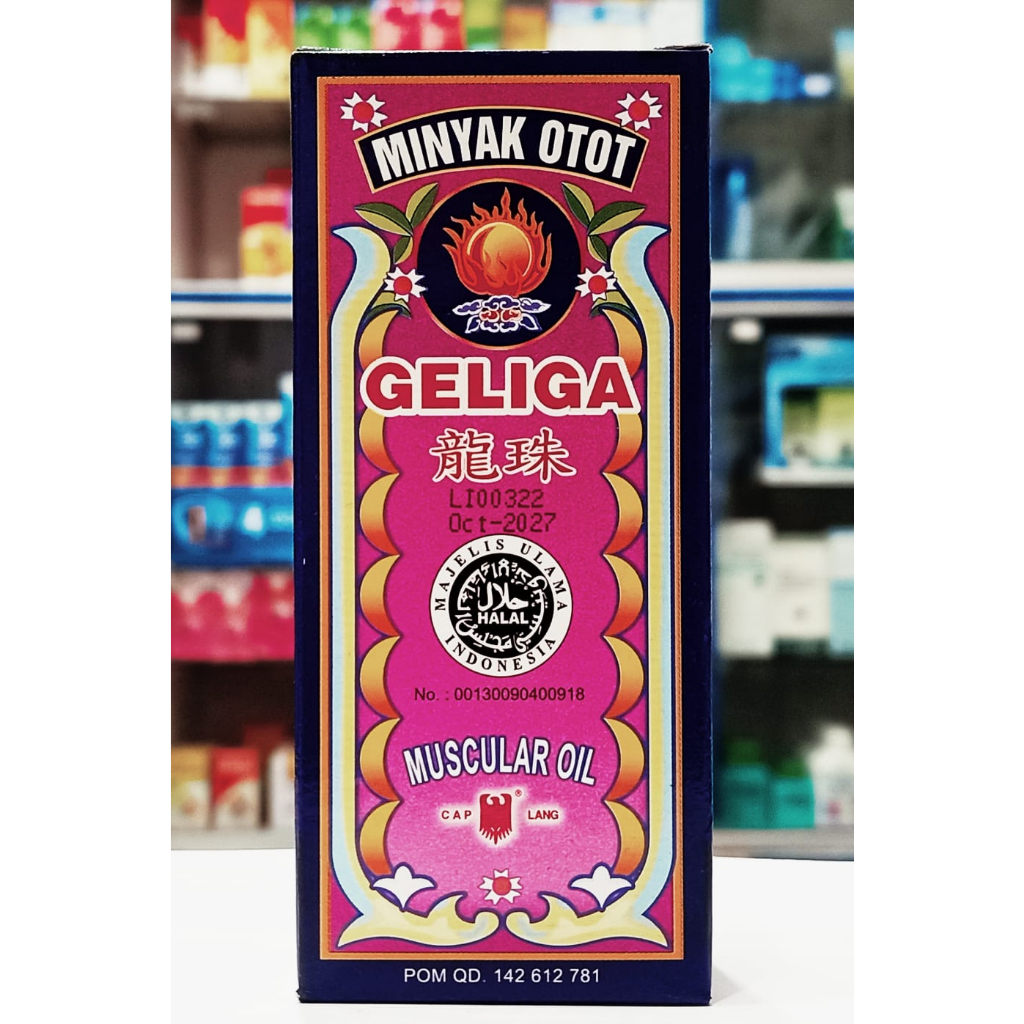 MINYAK OTOT
GELIGA
龍珠
LI00322
Oct-2027
MAJELIS ULAMA
حلال
HALAL
INDONESIA
No. : 00130090400918
MUSCULAR OIL
CAP ® LANG
POM QD. 142 612 781